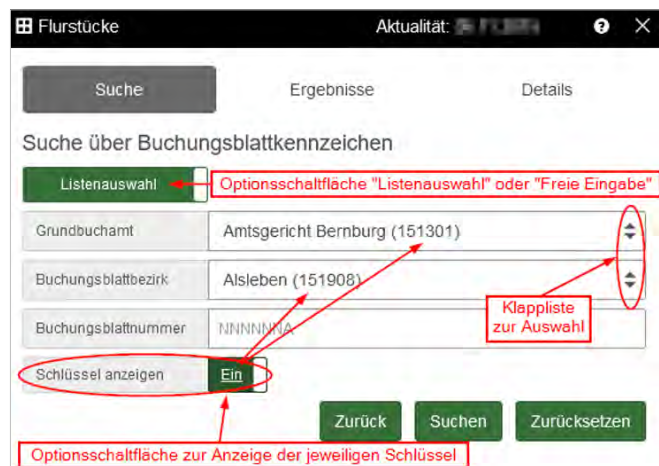 Flurstücke Aktualität: ?
Suche Ergebnisse Details
Suche über Buchungsblattkennzeichen
Listenauswahl Optionsschaltfläche "Listenauswahl" oder "Freie Eingabe"
Grundbuchamt Amtsgericht Bernburg (151301)
Buchungsblattbezirk Alsleben (151908)
Klappliste
zur Auswahl
Buchungsblattnummer NNNNNNA
Schlüssel anzeigen Ein
Zurück Suchen Zurücksetzen
Optionsschaltfläche zur Anzeige der jeweiligen Schlüssel